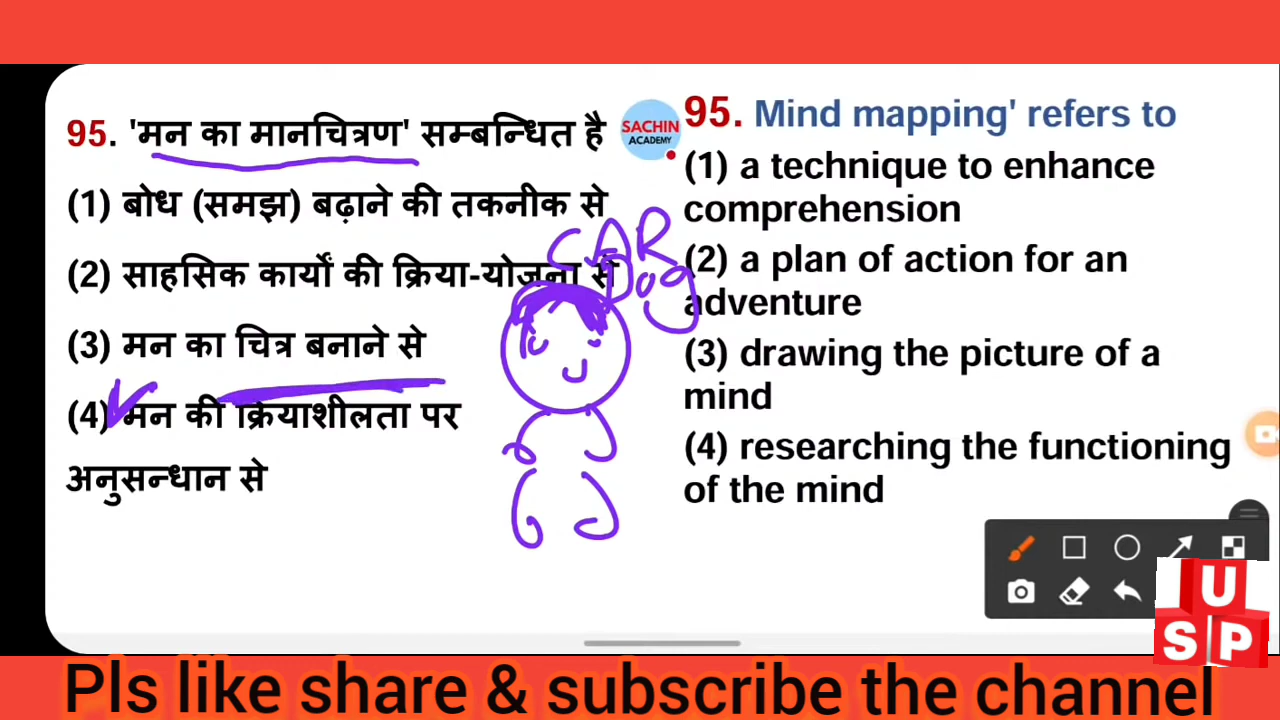 95. 'मन का मानचित्रण' सम्बन्धित है
(1) बोध (समझ) बढ़ाने की तकनीक से
(2) साहसिक कार्यों की क्रिया-योजना से
(3) मन का चित्र बनाने से
(4) मन की क्रियाशीलता पर
अनुसन्धान से
SACHIN
ACADEMY
95. Mind mapping' refers to
(1) a technique to enhance
comprehension
(2) a plan of action for an
adventure
(3) drawing the picture of a
mind
(4) researching the functioning
of the mind
CAR
Dog
U
S P
Pls like share & subscribe the channel